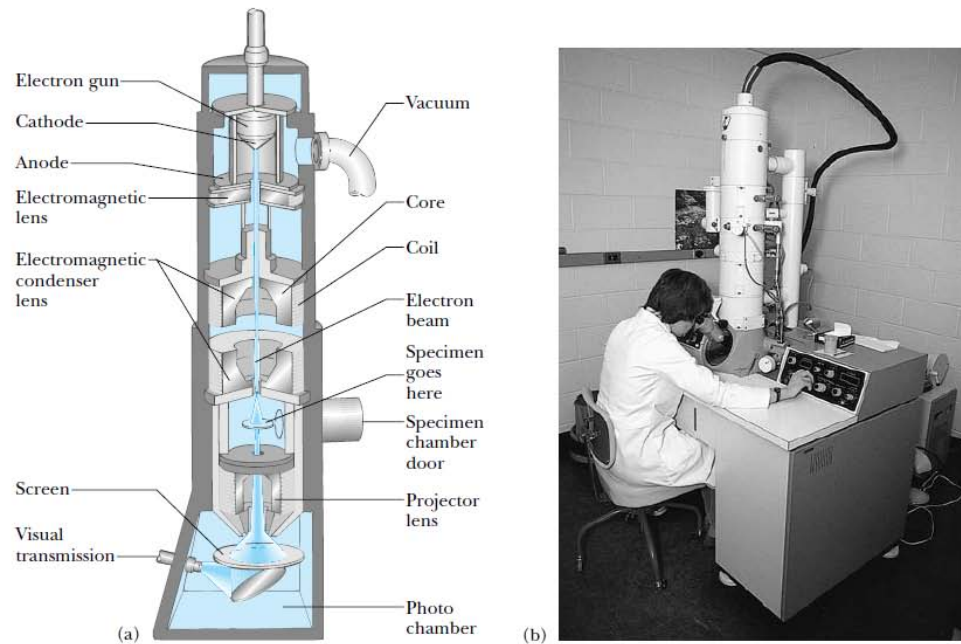 Electron gun
Cathode
Anode
Electromagnetic
lens
Electromagnetic
condenser
lens
Screen
Visual
transmission
Vacuum
Core
Coil
Electron
beam
Specimen
goes
here
Specimen
chamber
door
Projector
lens
Photo
chamber
(a)
(b)